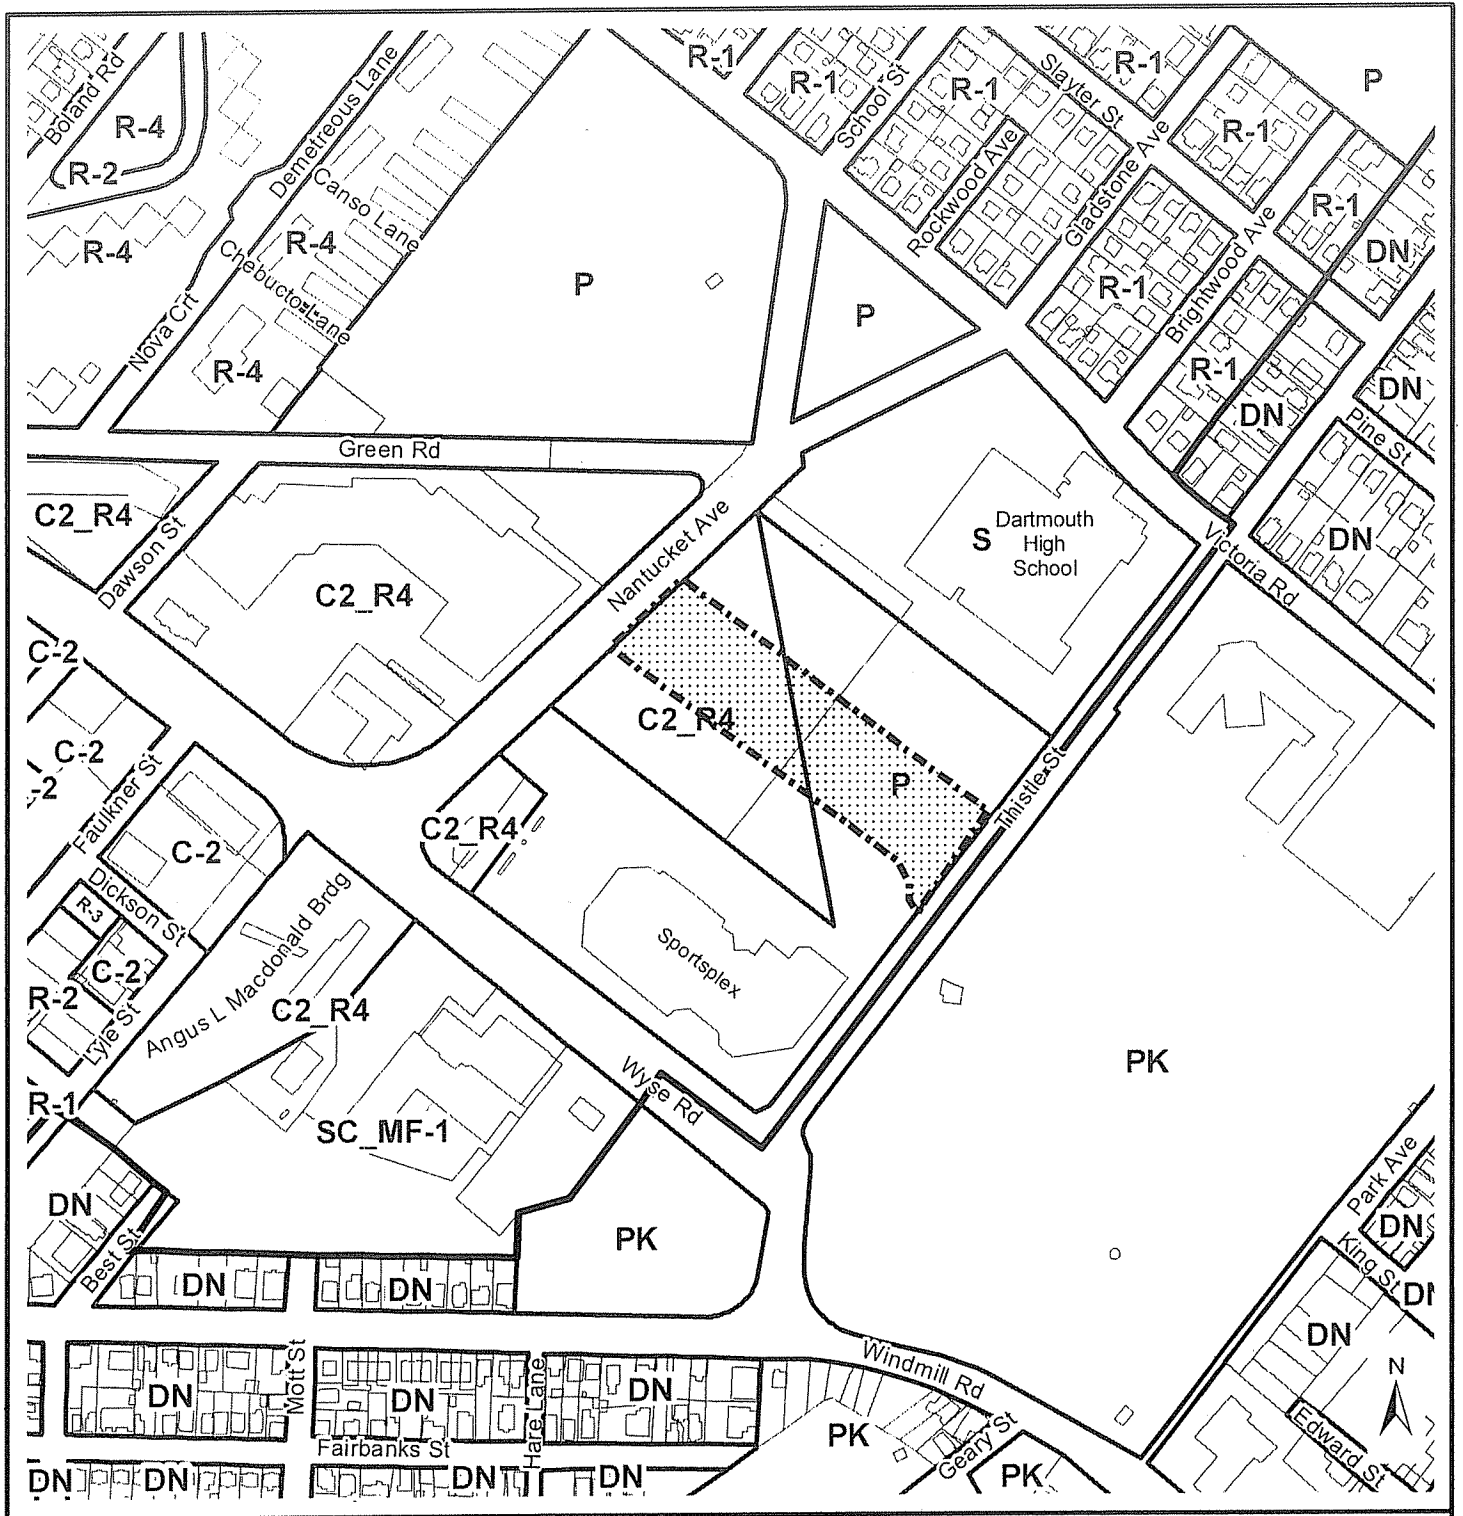 Boland Rd
R-4
R-2
R-4
Demetreous Lane
Canso Lane
R-4
Chebucto Lane
Nova Crt
R-4
P
R-1
R-1
School St
R-1
Slayter St
R-1
Rockwood Ave
Gladstone Ave
R-1
P
R-1
DN
P
R-1
Brightwood Ave
R-1
DN
DN
Pine St
DN
Green Rd
C2_R4
Dawson St
C2_R4
Nantucket Ave
S
Dartmouth
High
School
Victoria Rd
C-2
C-2
-2
Faulkner St
C-2
C2_R4
C2_R4
P
Thistle St
Dickson St
R-3
C-2
R-2
Lyle St
Angus L Macdonald Brdg
C2_R4
Sportsplex
Wyse Rd
PK
R-1
SC_MF-1
DN
Best St
PK
DN
DN
Park Ave
DN
King St
DN
DN
Mott St
DN
DN
Hare Lane
DN
Windmill Rd
N
Fairbanks St
PK
Geary St
Edward St
DN
DN
DN
DN
PK